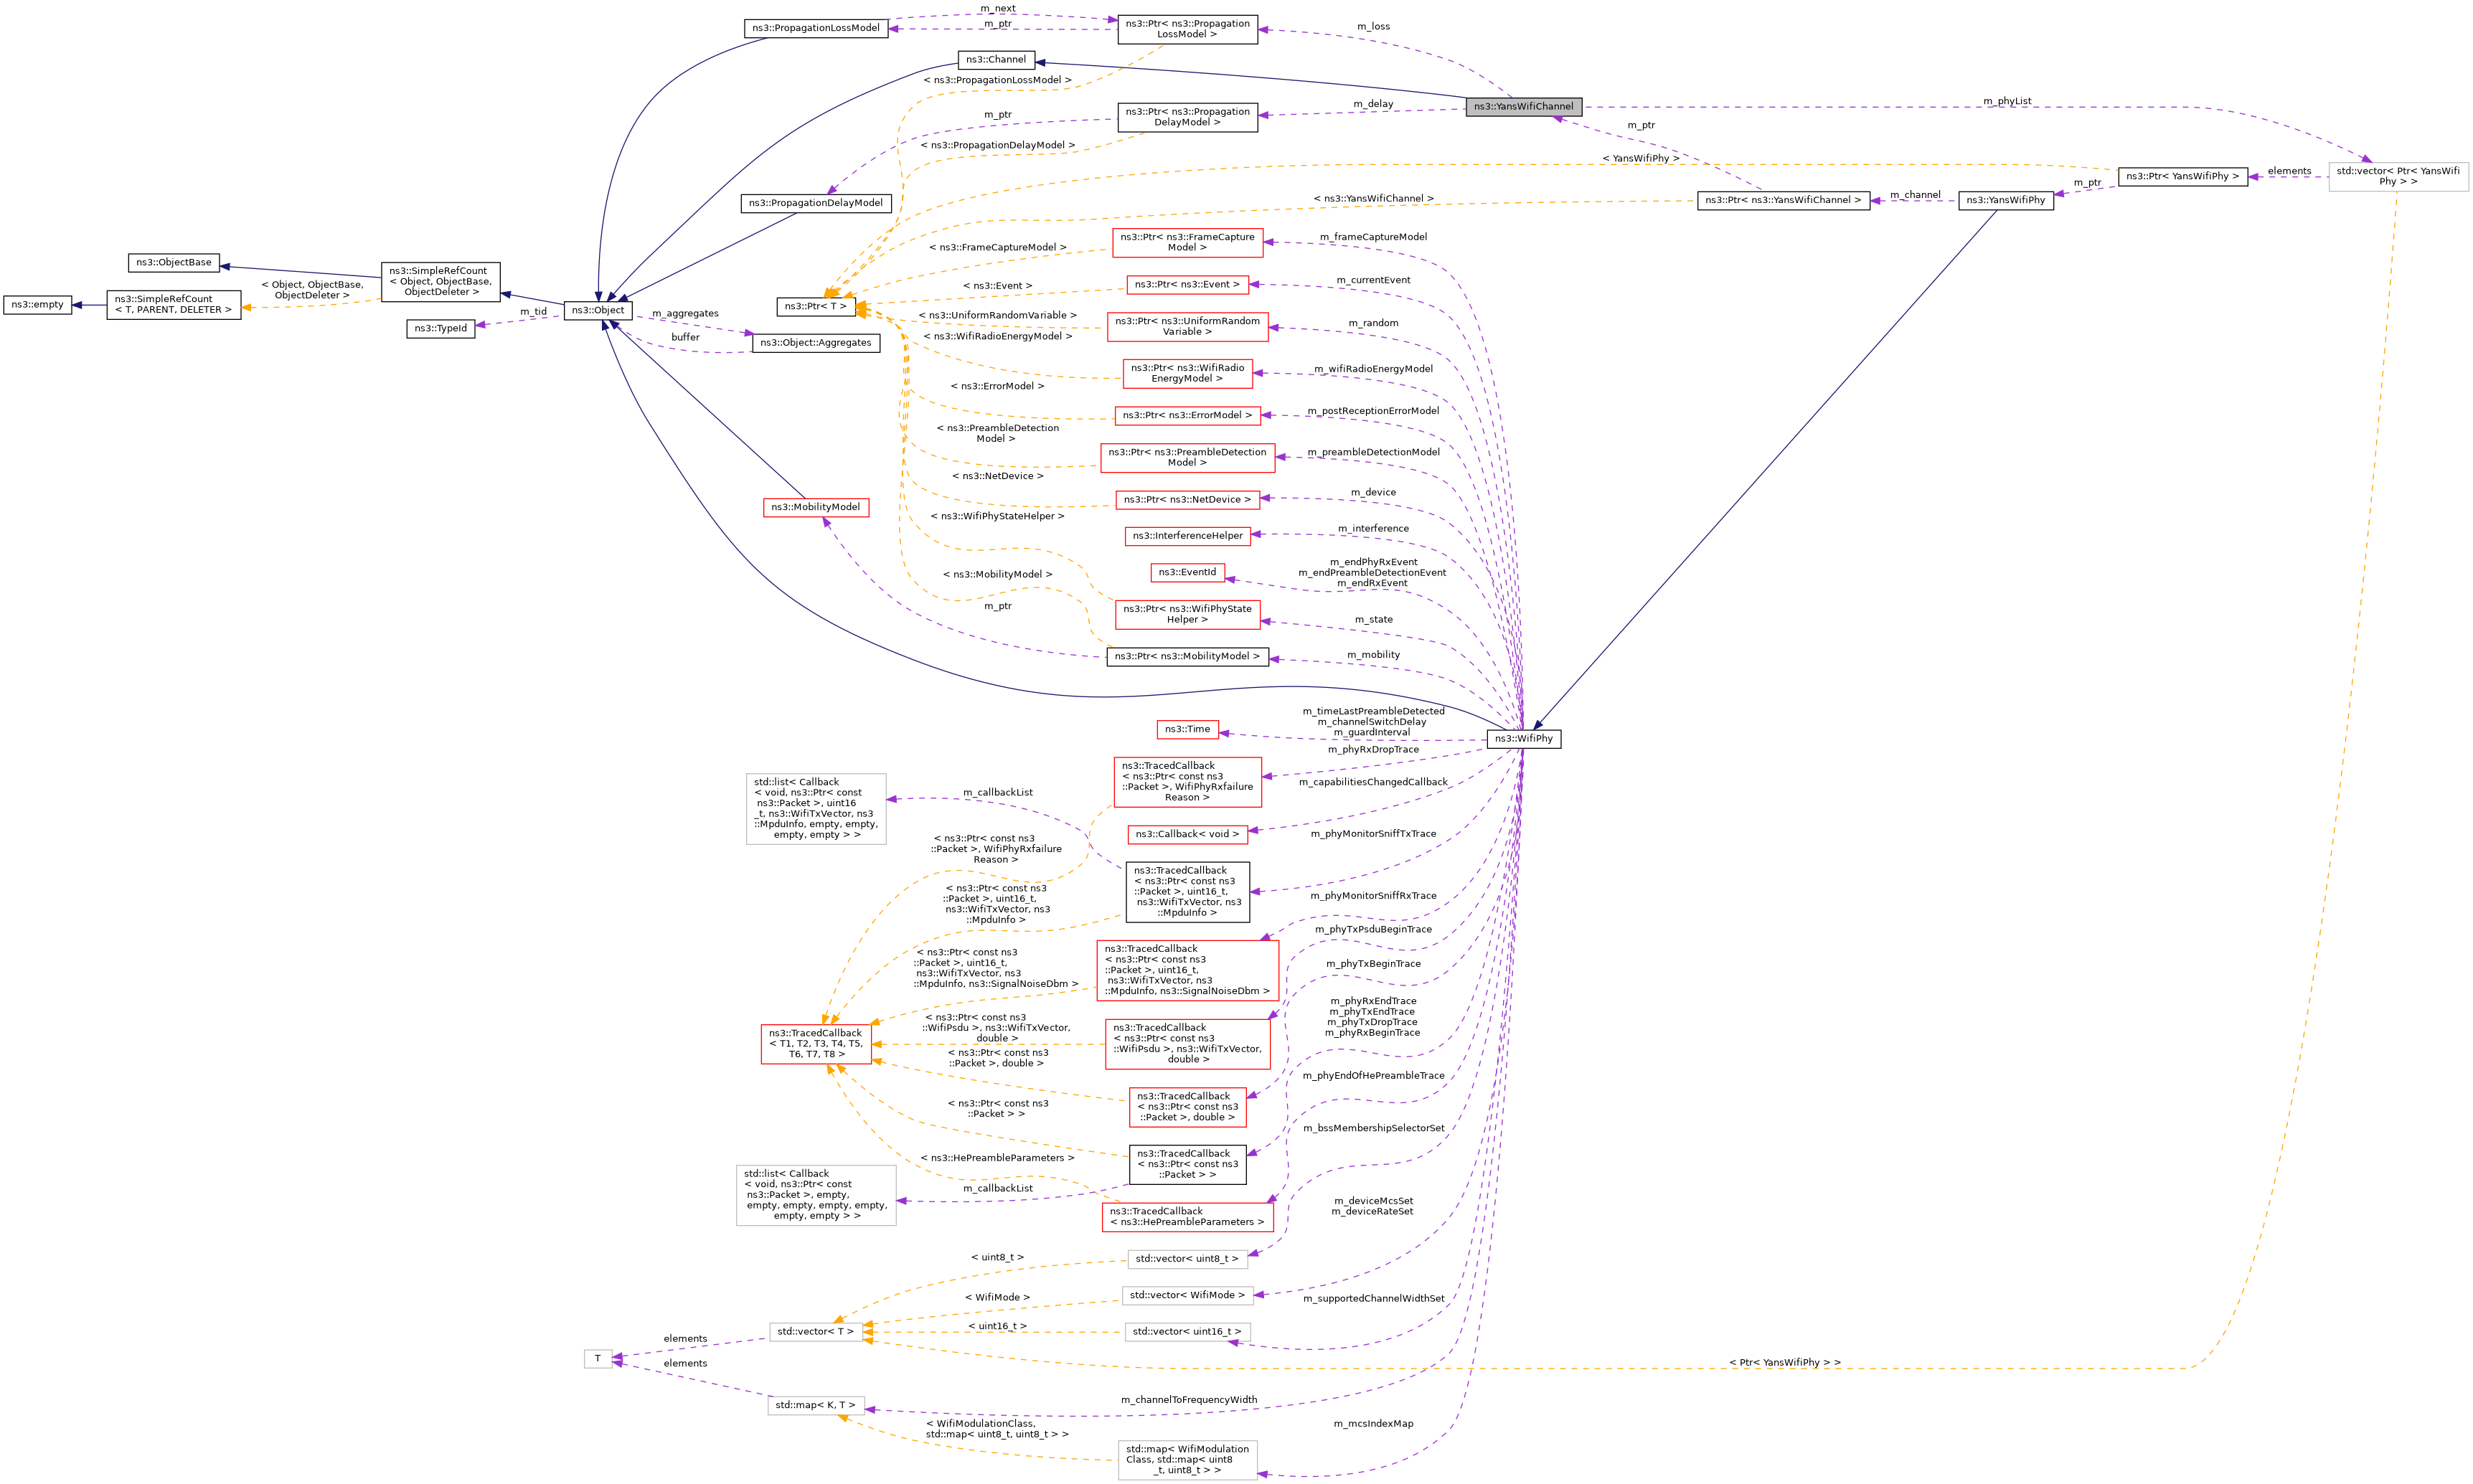 m_next
ns3::PropagationLossModel
m_ptr
ns3::Ptr< ns3::Propagation
LossModel >
m_loss
ns3::Channel
< ns3::PropagationLossModel >
m_delay
ns3::YansWifiChannel
m_phyList
ns3::Ptr< ns3::Propagation
DelayModel >
m_ptr
m_ptr
< ns3::PropagationDelayModel >
< YansWifiPhy >
elements
std::vector< Ptr< YansWifi
Phy > >
ns3::Ptr< YansWifiPhy >
m_ptr
ns3::PropagationDelayModel
< ns3::YansWifiChannel >
ns3::Ptr< ns3::YansWifiChannel >
m_channel
ns3::YansWifiPhy
ns3::Ptr< ns3::FrameCapture
Model >
m_frameCaptureModel
< ns3::FrameCaptureModel >
ns3::ObjectBase
ns3::SimpleRefCount
< Object, ObjectBase,
ObjectDeleter >
< Object, ObjectBase,
ObjectDeleter >
ns3::empty
ns3::SimpleRefCount
< T, PARENT, DELETER >
ns3::TypeId
m_tid
ns3::Object
m_aggregates
buffer
ns3::Object::Aggregates
ns3::Ptr< T >
< ns3::Event >
ns3::Ptr< ns3::Event >
m_currentEvent
< ns3::UniformRandomVariable >
ns3::Ptr< ns3::UniformRandom
Variable >
m_random
< ns3::WifiRadioEnergyModel >
ns3::Ptr< ns3::WifiRadio
EnergyModel >
m_wifiRadioEnergyModel
< ns3::ErrorModel >
ns3::Ptr< ns3::ErrorModel >
m_postReceptionErrorModel
< ns3::PreambleDetection
Model >
ns3::Ptr< ns3::PreambleDetection
Model >
m_preambleDetectionModel
< ns3::NetDevice >
ns3::Ptr< ns3::NetDevice >
m_device
ns3::MobilityModel
< ns3::WifiPhyStateHelper >
ns3::InterferenceHelper
m_interference
ns3::EventId
m_endPhyRxEvent
m_endPreambleDetectionEvent
m_endRxEvent
< ns3::MobilityModel >
m_ptr
ns3::Ptr< ns3::WifiPhyState
Helper >
m_state
ns3::Ptr< ns3::MobilityModel >
m_mobility
ns3::Time
m_timeLastPreambleDetected
m_channelSwitchDelay
m_guardInterval
ns3::WifiPhy
m_phyRxDropTrace
ns3::TracedCallback
< ns3::Ptr< const ns3
::Packet >, WifiPhyRxfailure
Reason >
m_capabilitiesChangedCallback
std::list< Callback
< void, ns3::Ptr< const
ns3::Packet >, uint16
_t, ns3::WifiTxVector, ns3
::MpduInfo, empty, empty,
empty, empty > >
m_callbackList
ns3::Callback< void >
m_phyMonitorSniffTxTrace
< ns3::Ptr< const ns3
::Packet >, WifiPhyRxfailure
Reason >
ns3::TracedCallback
< ns3::Ptr< const ns3
::Packet >, uint16_t,
ns3::WifiTxVector, ns3
::MpduInfo >
< ns3::Ptr< const ns3
::Packet >, uint16_t,
ns3::WifiTxVector, ns3
::MpduInfo >
m_phyMonitorSniffRxTrace
m_phyTxPsduBeginTrace
< ns3::Ptr< const ns3
::Packet >, uint16_t,
ns3::WifiTxVector, ns3
::MpduInfo, ns3::SignalNoiseDbm >
ns3::TracedCallback
< ns3::Ptr< const ns3
::Packet >, uint16_t,
ns3::WifiTxVector, ns3
::MpduInfo, ns3::SignalNoiseDbm >
m_phyTxBeginTrace
m_phyRxEndTrace
m_phyTxEndTrace
m_phyTxDropTrace
m_phyRxBeginTrace
ns3::TracedCallback
< T1, T2, T3, T4, T5,
T6, T7, T8 >
< ns3::Ptr< const ns3
::WifiPsdu >, ns3::WifiTxVector,
double >
ns3::TracedCallback
< ns3::Ptr< const ns3
::WifiPsdu >, ns3::WifiTxVector,
double >
< ns3::Ptr< const ns3
::Packet >, double >
m_phyEndOfHePreambleTrace
ns3::TracedCallback
< ns3::Ptr< const ns3
::Packet >, double >
< ns3::Ptr< const ns3
::Packet > >
m_bssMembershipSelectorSet
ns3::TracedCallback
< ns3::Ptr< const ns3
::Packet > >
< ns3::HePreambleParameters >
std::list< Callback
< void, ns3::Ptr< const
ns3::Packet >, empty,
empty, empty, empty, empty,
empty, empty > >
m_callbackList
ns3::TracedCallback
< ns3::HePreambleParameters >
m_deviceMcsSet
m_deviceRateSet
< uint8_t >
std::vector< uint8_t >
< WifiMode >
std::vector< WifiMode >
m_supportedChannelWidthSet
std::vector< T >
< uint16_t >
std::vector< uint16_t >
elements
T
elements
< Ptr< YansWifiPhy > >
std::map< K, T >
m_channelToFrequencyWidth
< WifiModulationClass,
std::map< uint8_t, uint8_t > >
m_mcsIndexMap
std::map< WifiModulation
Class, std::map< uint8
_t, uint8_t > >